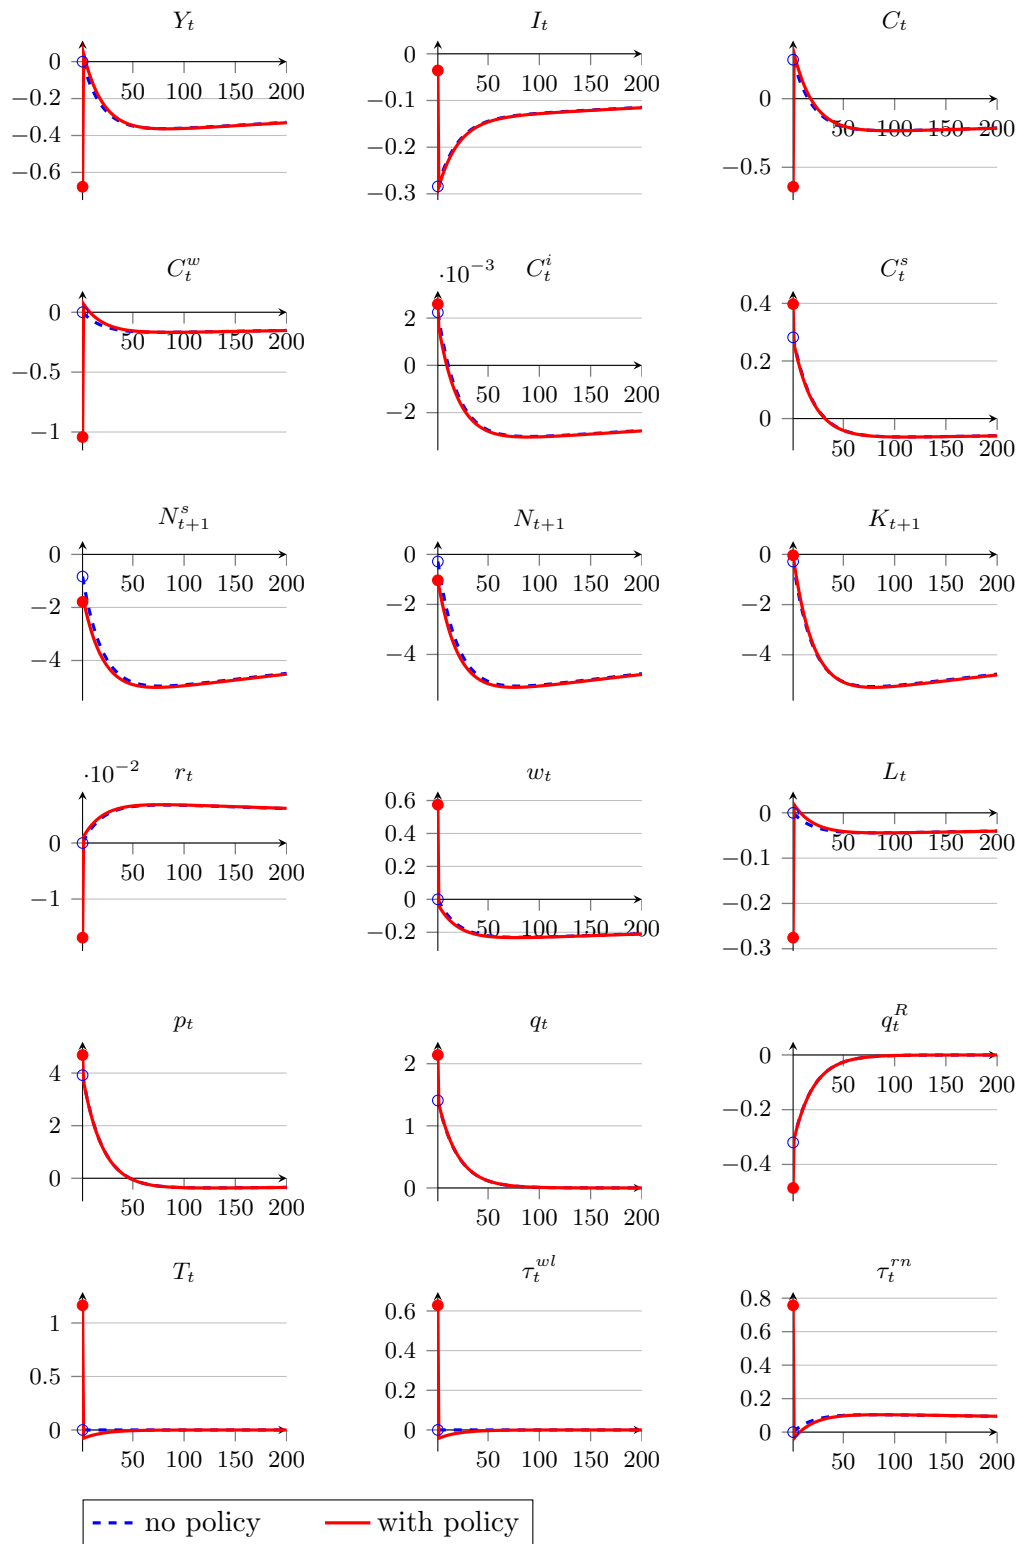 Y_t I_t C_t
0 −0.2 −0.4 −0.6 50 100 150 200
0 −0.1 −0.2 −0.3 50 100 150 200
0 −0.5 50 100 150 200
C_t^w ·10^−3 C_t^i C_t^s
0 −0.5 −1 50 100 150 200
2 0 −2 50 100 150 200
0.4 0.2 0 50 100 150 200
N_{t+1}^s N_{t+1} K_{t+1}
0 −2 −4 50 100 150 200
0 −2 −4 50 100 150 200
0 −2 −4 50 100 150 200
·10^−2 r_t w_t L_t
0 −1 50 100 150 200
0.6 0.4 0.2 0 −0.2 50 100 150 200
0 −0.1 −0.2 −0.3 50 100 150 200
p_t q_t q_t^R
4 2 0 50 100 150 200
2 1 0 50 100 150 200
0 −0.2 −0.4 50 100 150 200
T_t τ_t^{wl} τ_t^{rn}
1 0.5 0 50 100 150 200
0.6 0.4 0.2 0 50 100 150 200
0.8 0.6 0.4 0.2 0 50 100 150 200
no policy with policy